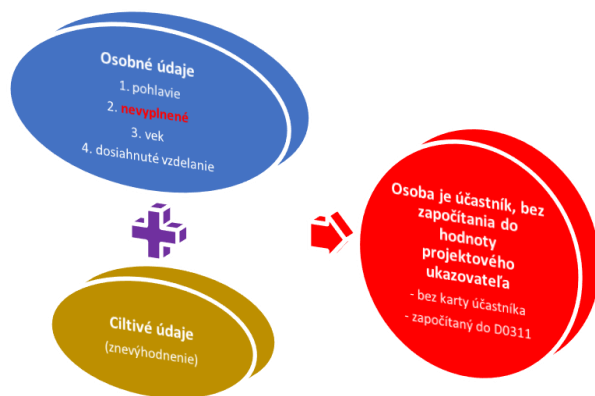 Osobné údaje
1. pohlavie
2. nevyplnené
3. vek
4. dosiahnuté vzdelanie
Ciltivé údaje
(znevýhodnenie)
Osoba je účastník, bez
započítania do
hodnoty
projektového
ukazovateľa
- bez karty účastníka
- započítaný do D0311